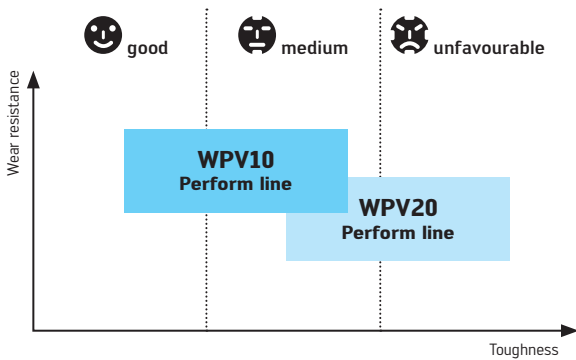 good
medium
unfavourable
Wear resistance
WPV10
Perform line
WPV20
Perform line
Toughness